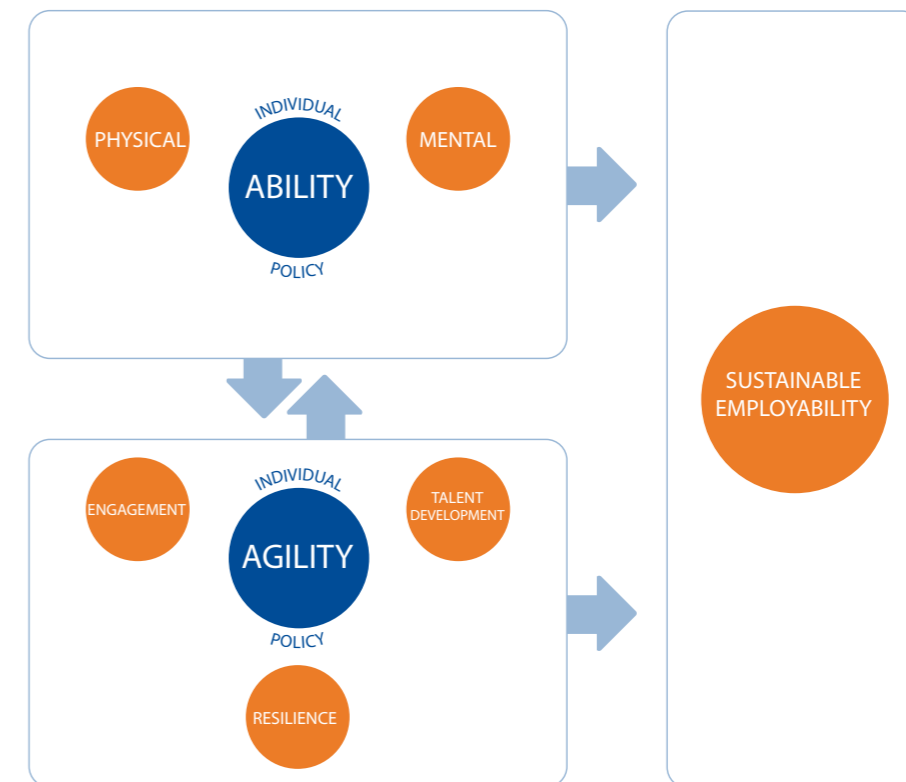 INDIVIDUAL
PHYSICAL
ABILITY
MENTAL
POLICY
SUSTAINABLE
EMPLOYABILITY
INDIVIDUAL
ENGAGEMENT
AGILITY
TALENT
DEVELOPMENT
POLICY
RESILIENCE